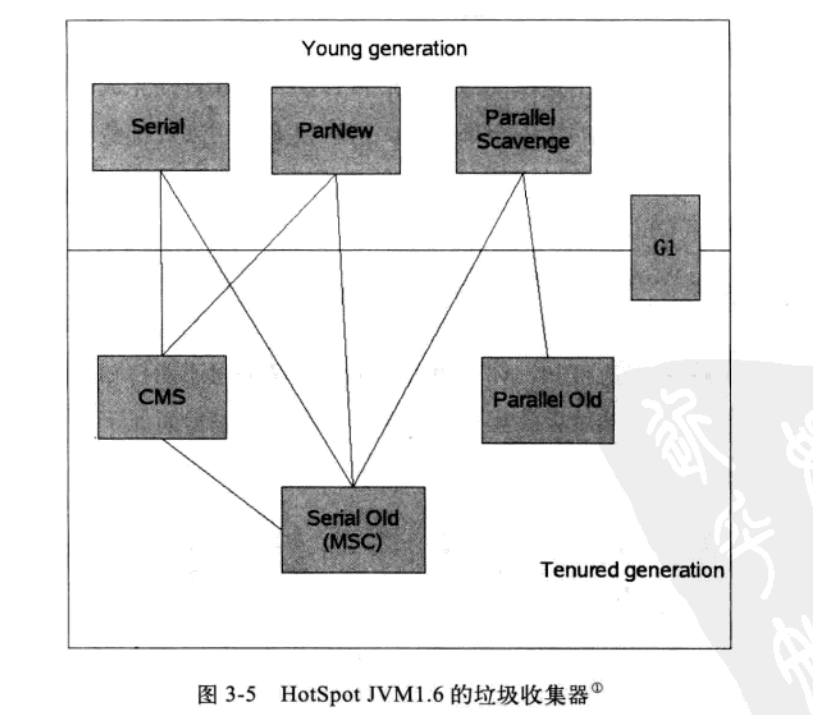 Young generation
Serial
ParNew
Parallel
Scavenge
G1
CMS
Parallel Old
Serial Old
(MSC)
Tenured generation
图 3-5 HotSpot JVM1.6 的垃圾收集器①